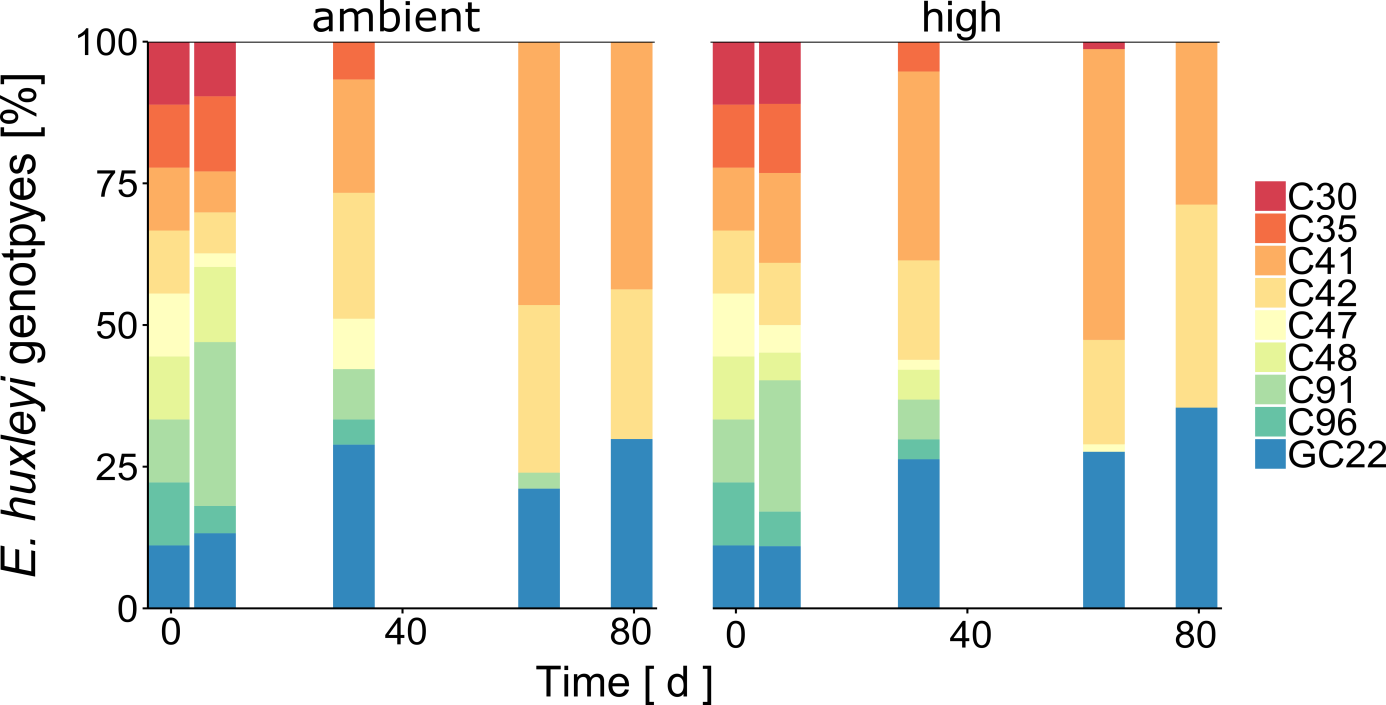 ambient
high
E. huxleyi genotpyes [%]
100
75
50
25
0
0
40
80
0
40
80
Time [ d ]
C30
C35
C41
C42
C47
C48
C91
C96
GC22